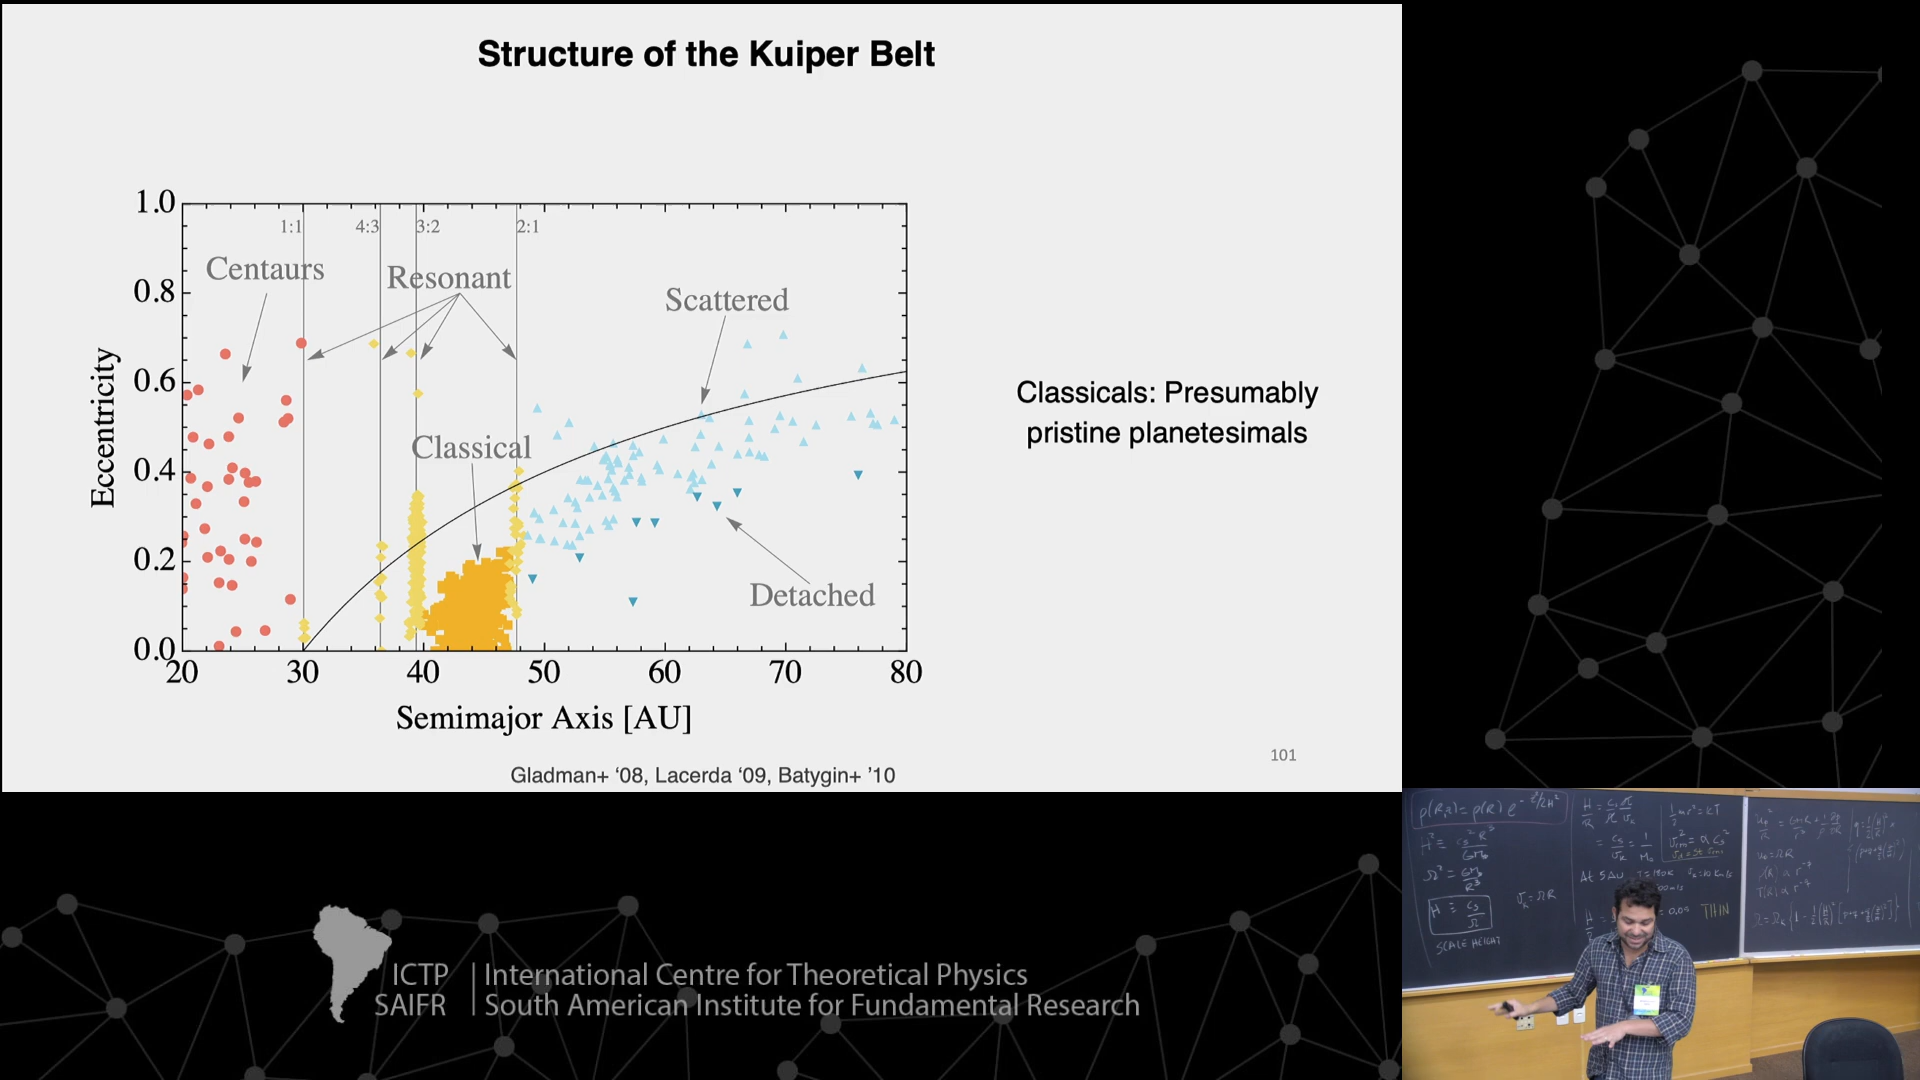 Structure of the Kuiper Belt
1.0
0.8
0.6
0.4
0.2
0.0
Eccentricity
1:1
4:3
3:2
2:1
Centaurs
Resonant
Scattered
Classical
Detached
20 30 40 50 60 70 80
Semimajor Axis [AU]
Classicals: Presumably
pristine planetesimals
101
Gladman+ ‘08, Lacerda ‘09, Batygin+ ’10
ICTP
SAIFR
International Centre for Theoretical Physics
South American Institute for Fundamental Research
SCALE HEIGHT
THIN